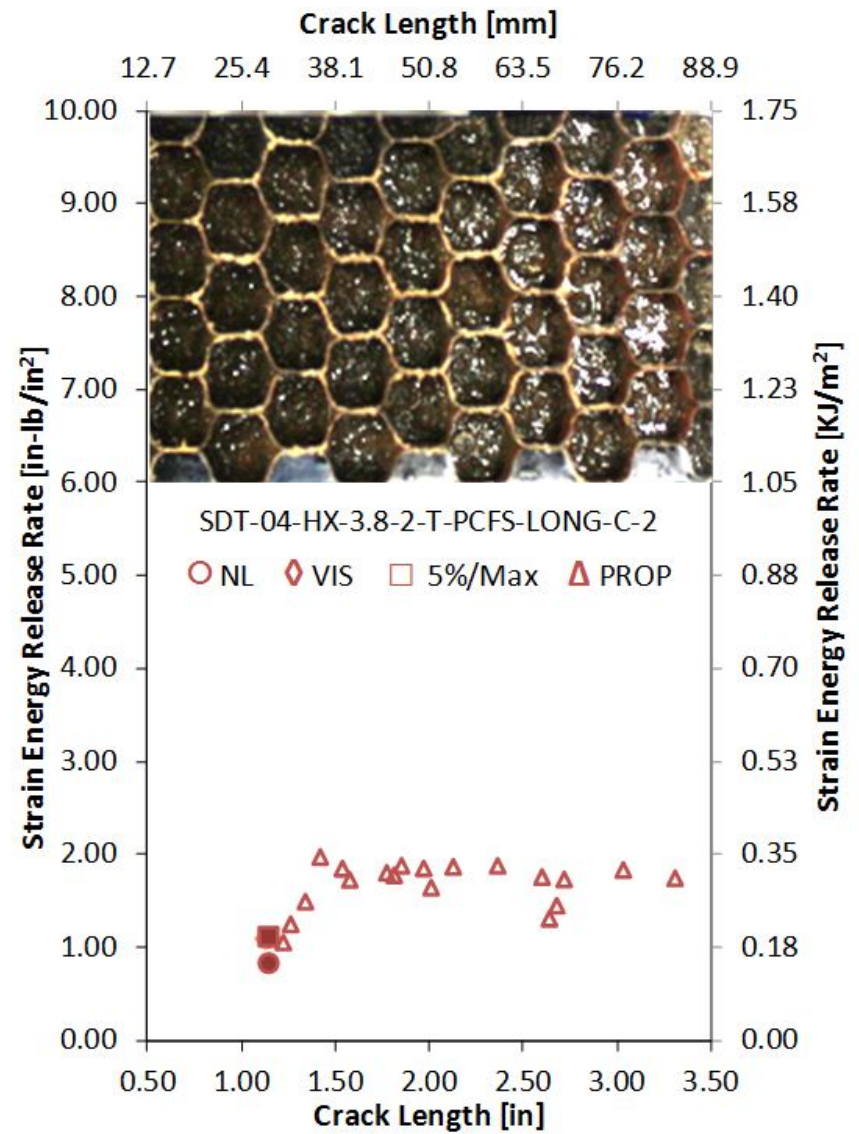 Crack Length [mm]
12.7 25.4 38.1 50.8 63.5 76.2 88.9
10.00 1.75
9.00 1.58
8.00 1.40
7.00 1.23
6.00 1.05
5.00 0.88
4.00 0.70
3.00 0.53
2.00 0.35
1.00 0.18
0.00 0.00
Strain Energy Release Rate [in-lb/in²]
Strain Energy Release Rate [KJ/m²]
SDT-04-HX-3.8-2-T-PCFS-LONG-C-2
NL VIS 5%/Max PROP
0.50 1.00 1.50 2.00 2.50 3.00 3.50
Crack Length [in]